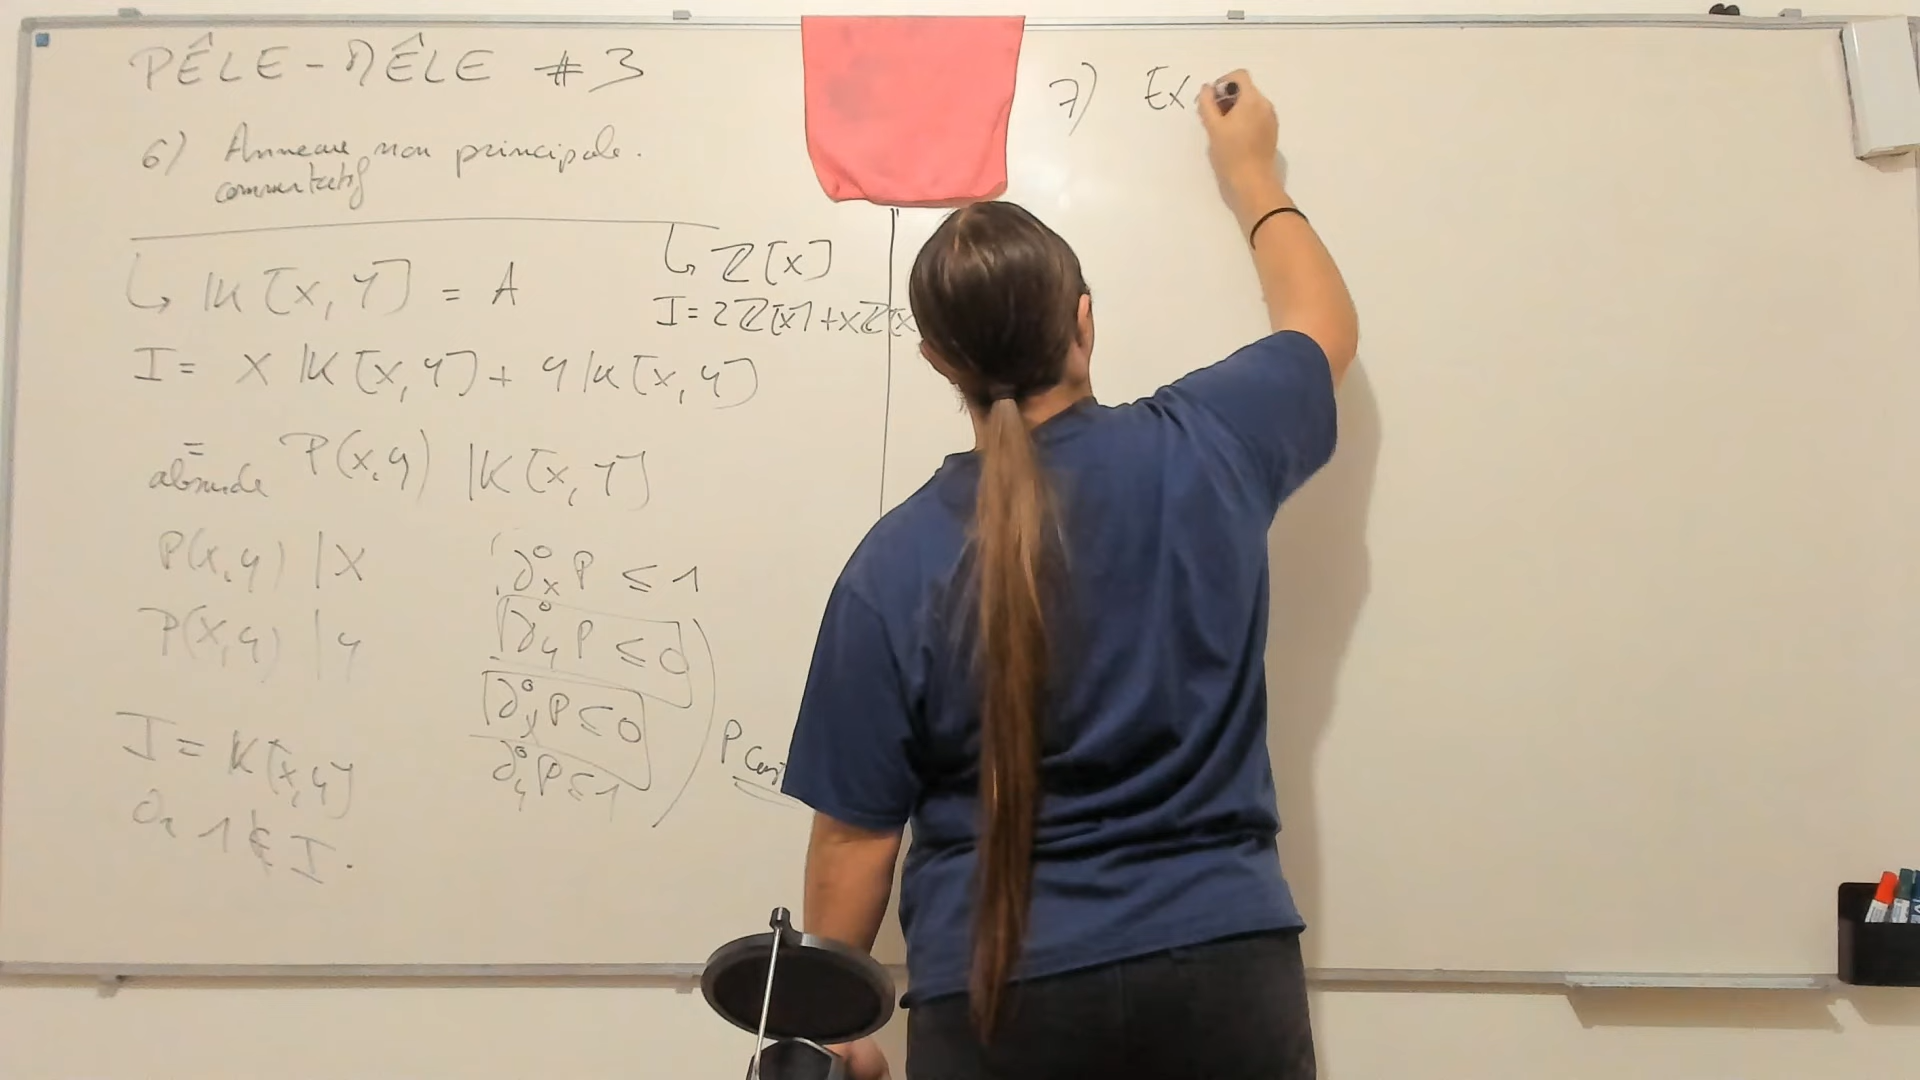 PÊLE-MÊLE #3
6) Anneau non principale.
commutatif
↳ Z[x]
I = 2Z[x] + xZ[x
↳ K[x, y] = A
I = x K[x, y] + y K[x, y]
=
absurde P(x, y) K[x, y]
P(x, y) | x
P(x, y) | y
∂°x P ≤ 1
∂°y P ≤ 0
∂°x P ≤ 0
∂°y P ≤ 1
P Cst
I = K[x, y]
Or 1 ∉ I.
7) Ex